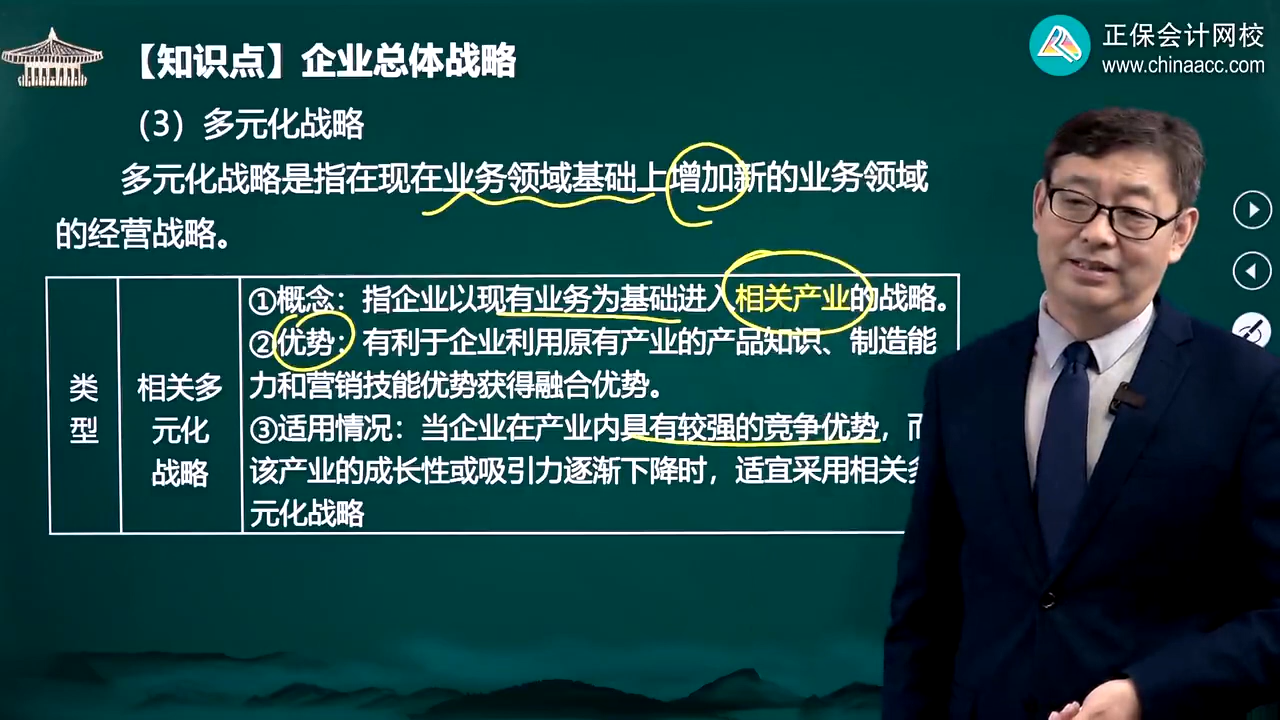 正保会计网校
www.chinaacc.com
【知识点】企业总体战略
（3）多元化战略
多元化战略是指在现在业务领域基础上增加新的业务领域
的经营战略。
类型
相关多
元化
战略
①概念：指企业以现有业务为基础进入相关产业的战略。
②优势：有利于企业利用原有产业的产品知识、制造能
力和营销技能优势获得融合优势。
③适用情况：当企业在产业内具有较强的竞争优势，而
该产业的成长性或吸引力逐渐下降时，适宜采用相关多
元化战略